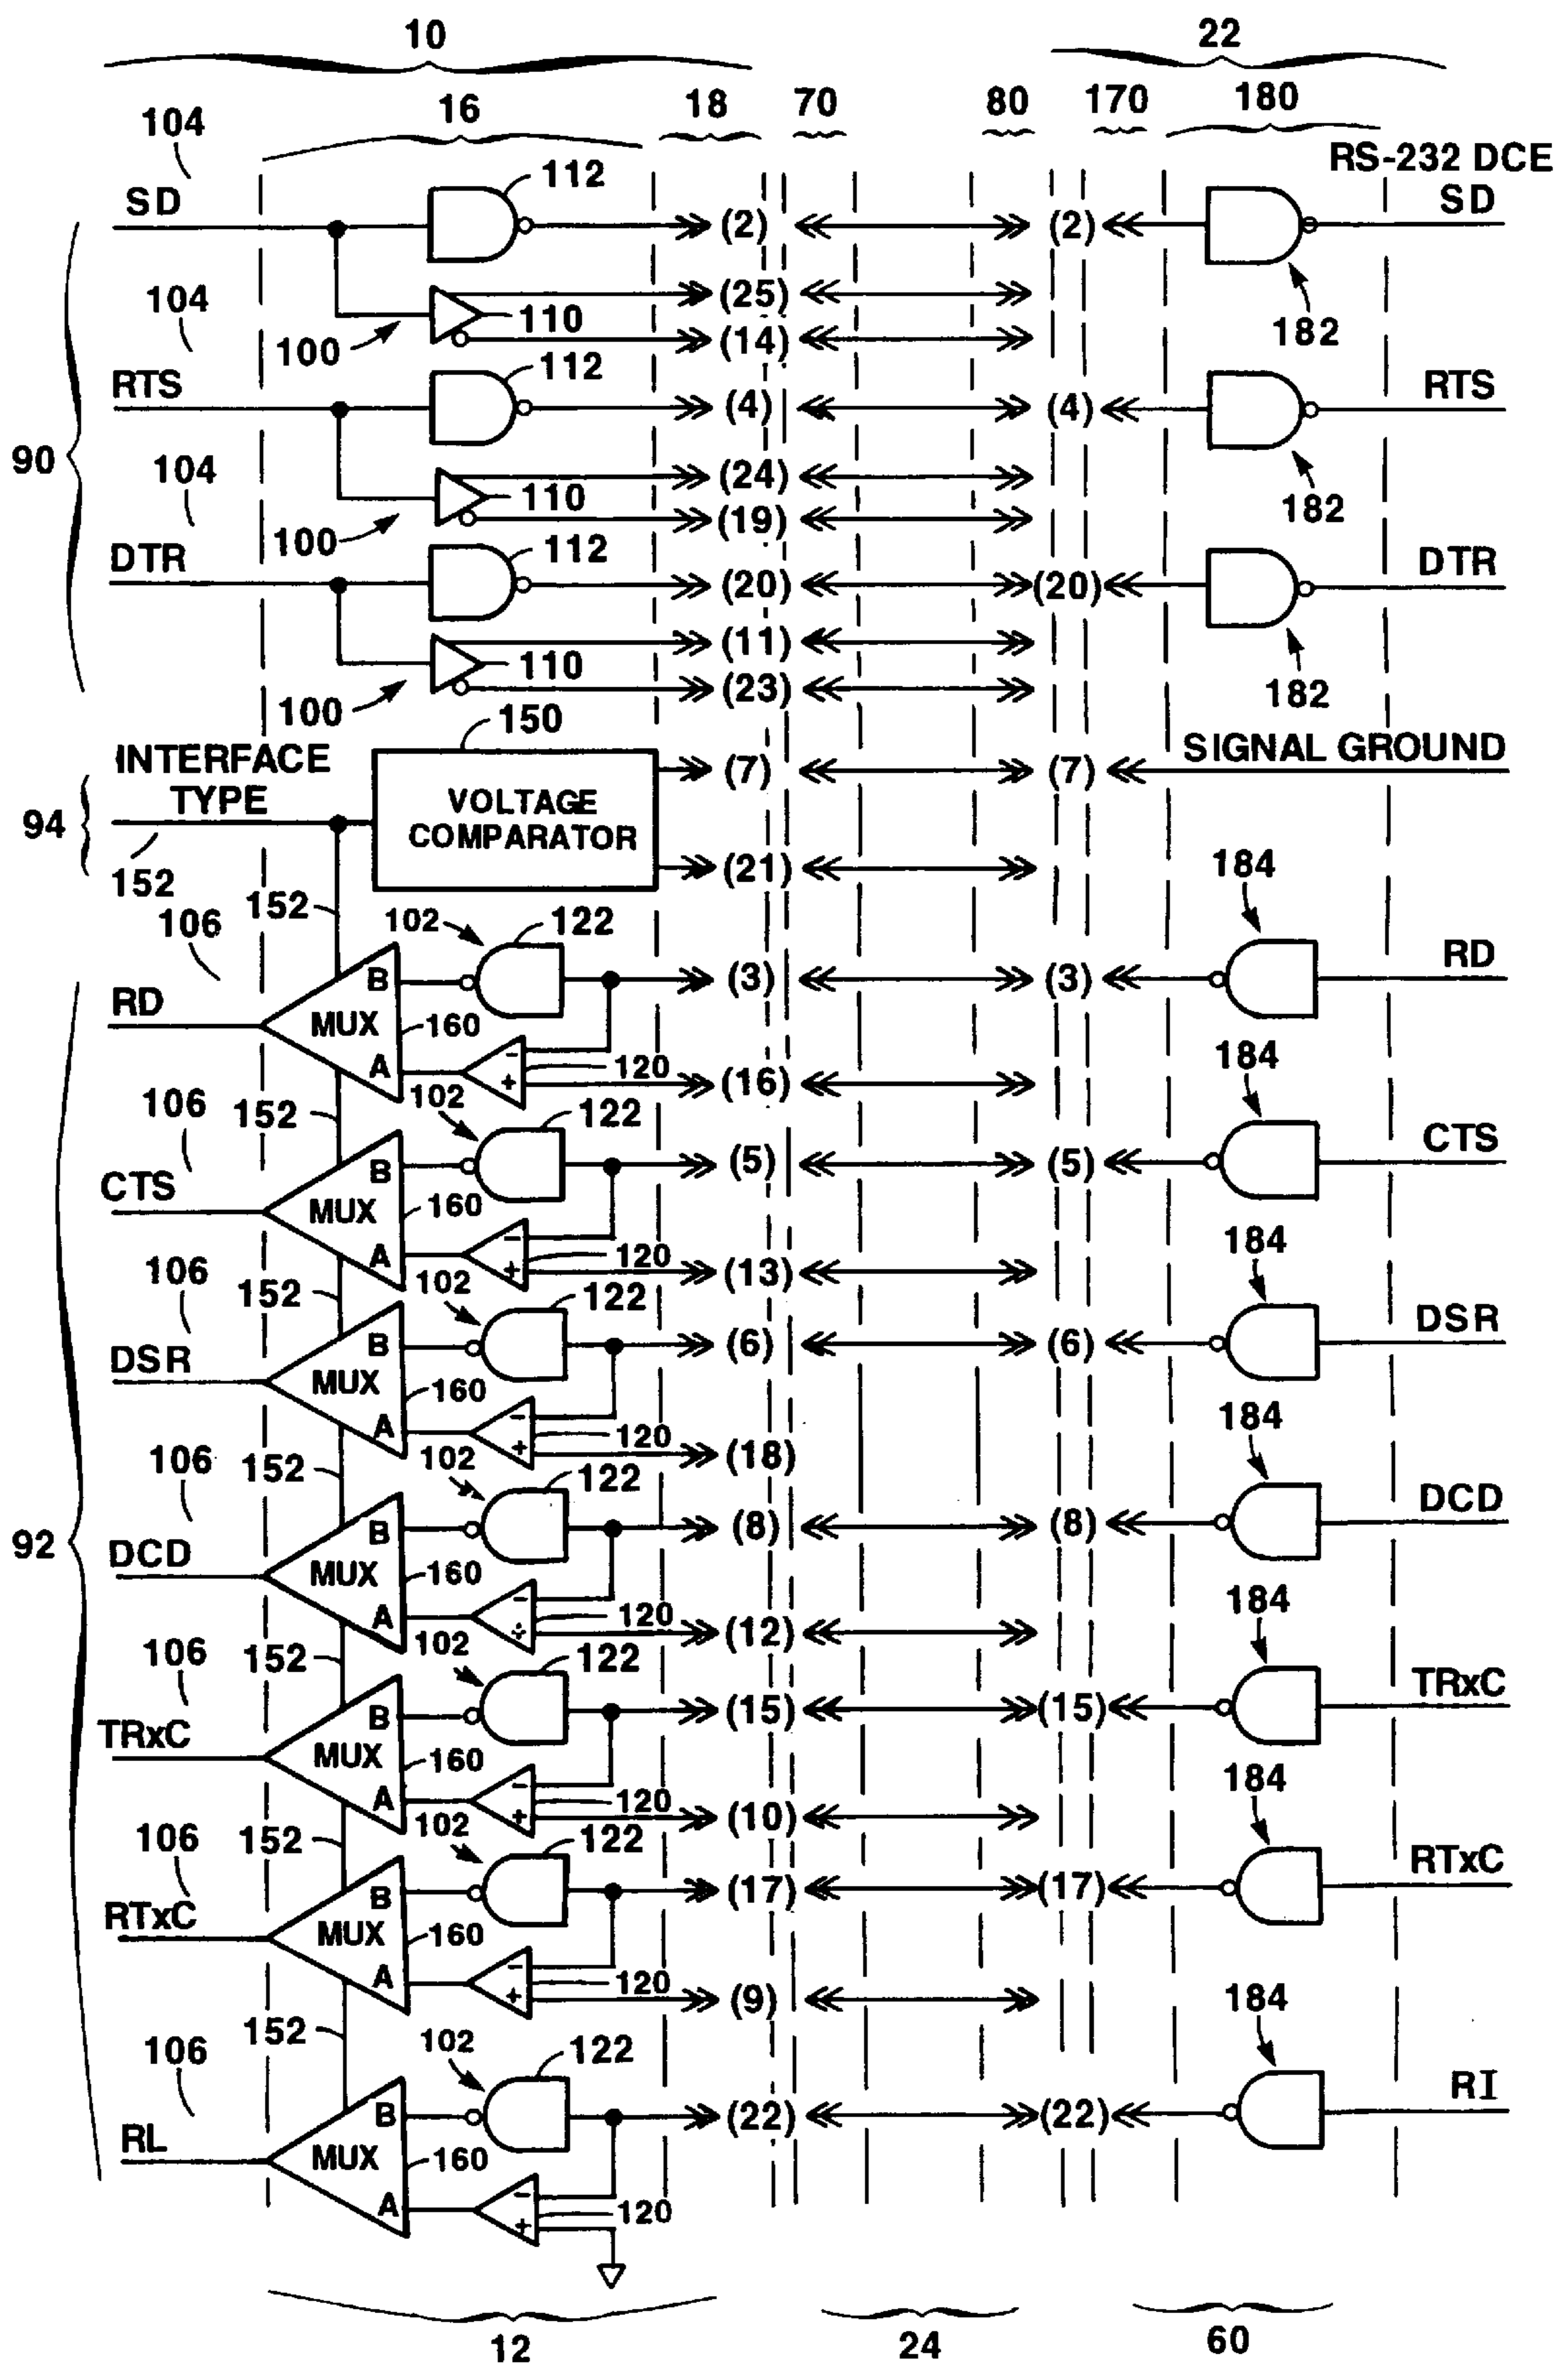 10 22
16 18 70 80 170 180
104 RS-232 DCE
SD 112 (2) (2) SD
(25)
104 100 110 (14) 182
RTS 112 (4) (4) RTS
90 (24)
104 100 110 (19) 182
DTR 112 (20) (20) DTR
(11)
100 110 (23) 182
150
INTERFACE (7) (7) SIGNAL GROUND
94 TYPE VOLTAGE
COMPARATOR (21) 184
152
106 152 102 122
B (3) (3) RD
RD MUX 160
A - + 120 (16) 184
106 152 102 122
B (5) (5) CTS
CTS MUX 160
A - + 120 (13) 184
106 152 102 122
B (6) (6) DSR
DSR MUX 160
A - + 120 (18) 184
106 152 102 122
92 B (8) (8) DCD
DCD MUX 160
A - ÷ 120 (12) 184
106 152 102 122
B (15) (15) TRxC
TRxC MUX 160
A - + 120 (10) 184
106 152 102 122
B (17) (17) RTxC
RTxC MUX 160
A - + 120 (9) 184
106 152 102 122
B (22) (22) RI
RL MUX 160
A - + 120
12 24 60